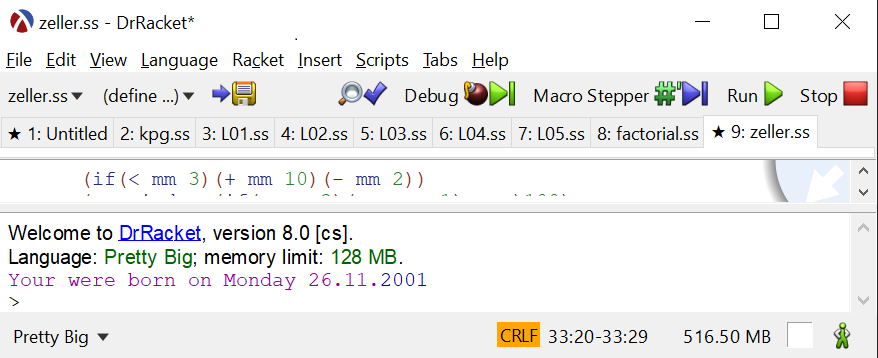 zeller.ss - DrRacket*
File Edit View Language Racket Insert Scripts Tabs Help
zeller.ss (define ...) Debug Macro Stepper #' Run Stop
★ 1: Untitled 2: kpg.ss 3: L01.ss 4: L02.ss 5: L03.ss 6: L04.ss 7: L05.ss 8: factorial.ss ★ 9: zeller.ss
(if(< mm 3)(+ mm 10)(- mm 2))
Welcome to DrRacket, version 8.0 [cs].
Language: Pretty Big; memory limit: 128 MB.
Your were born on Monday 26.11.2001
>
Pretty Big CRLF 33:20-33:29 516.50 MB